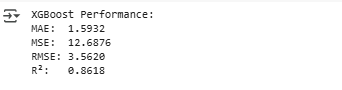 XGBoost Performance:
MAE: 1.5932
MSE: 12.6876
RMSE: 3.5620
R²: 0.8618